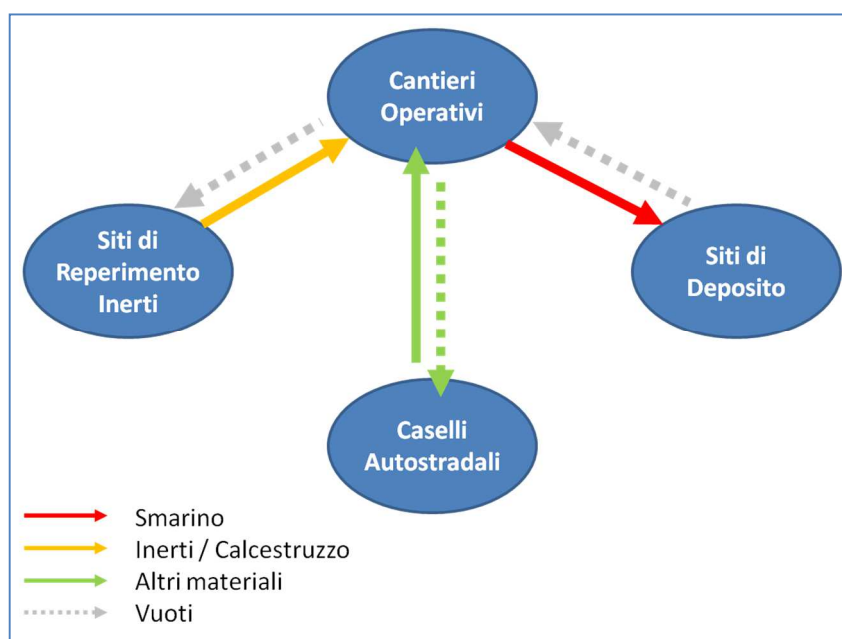 Cantieri
Operativi
Siti di
Reperimento
Inerti
Siti di
Deposito
Caselli
Autostradali
Smarino
Inerti / Calcestruzzo
Altri materiali
Vuoti